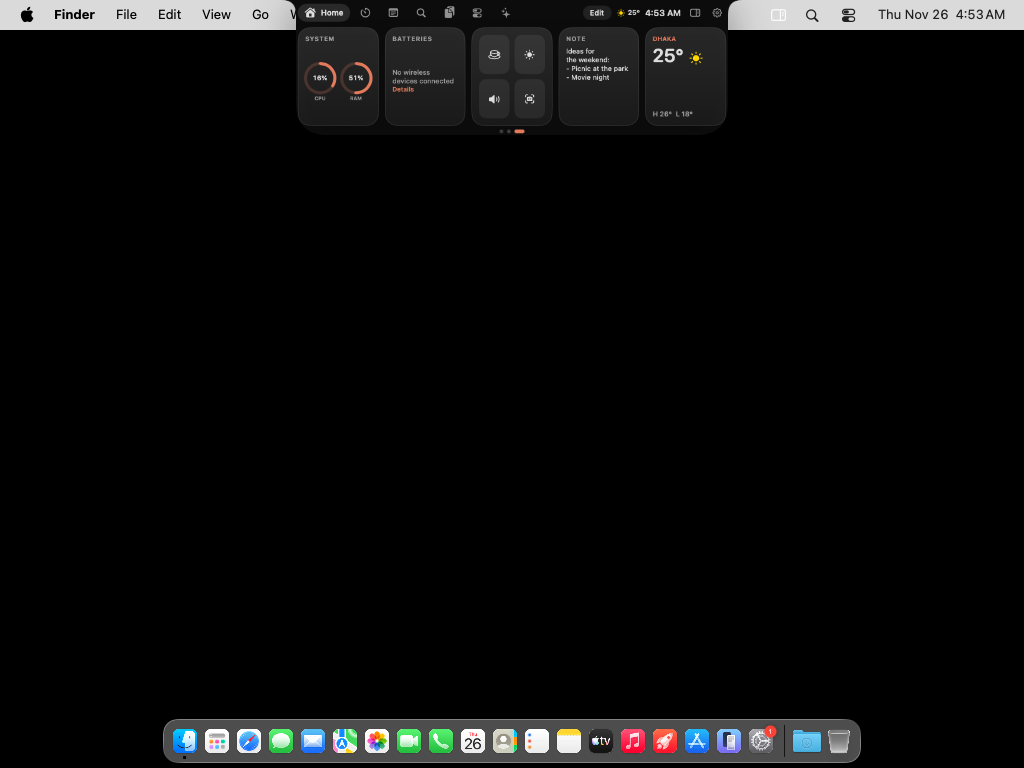 Finder File Edit View Go
Home
Edit 25° 4:53 AM
Thu Nov 26 4:53 AM
SYSTEM
16%
51%
CPU
RAM
BATTERIES
No wireless
devices connected
Details
NOTE
Ideas for
the weekend:
- Picnic at the park
- Movie night
DHAKA
25°
H 26° L 18°
Thu
26
tv
1